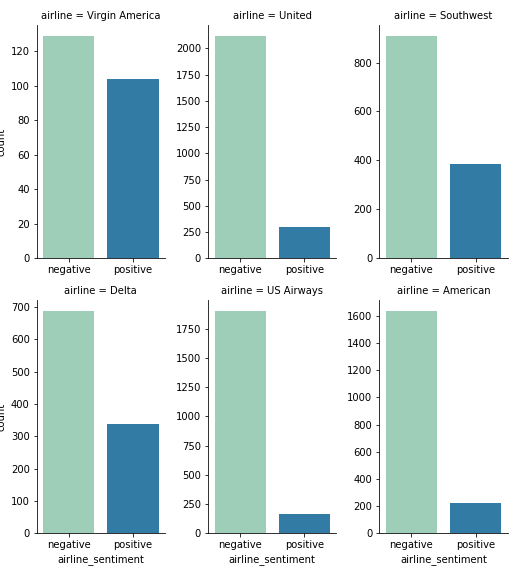 airline = Virgin America
airline = United
airline = Southwest
count
120
100
80
60
40
20
0
negative positive
2000
1750
1500
1250
1000
750
500
250
0
negative positive
800
600
400
200
0
negative positive
airline = Delta
airline = US Airways
airline = American
count
700
600
500
400
300
200
100
0
negative positive
airline_sentiment
1750
1500
1250
1000
750
500
250
0
negative positive
airline_sentiment
1600
1400
1200
1000
800
600
400
200
0
negative positive
airline_sentiment